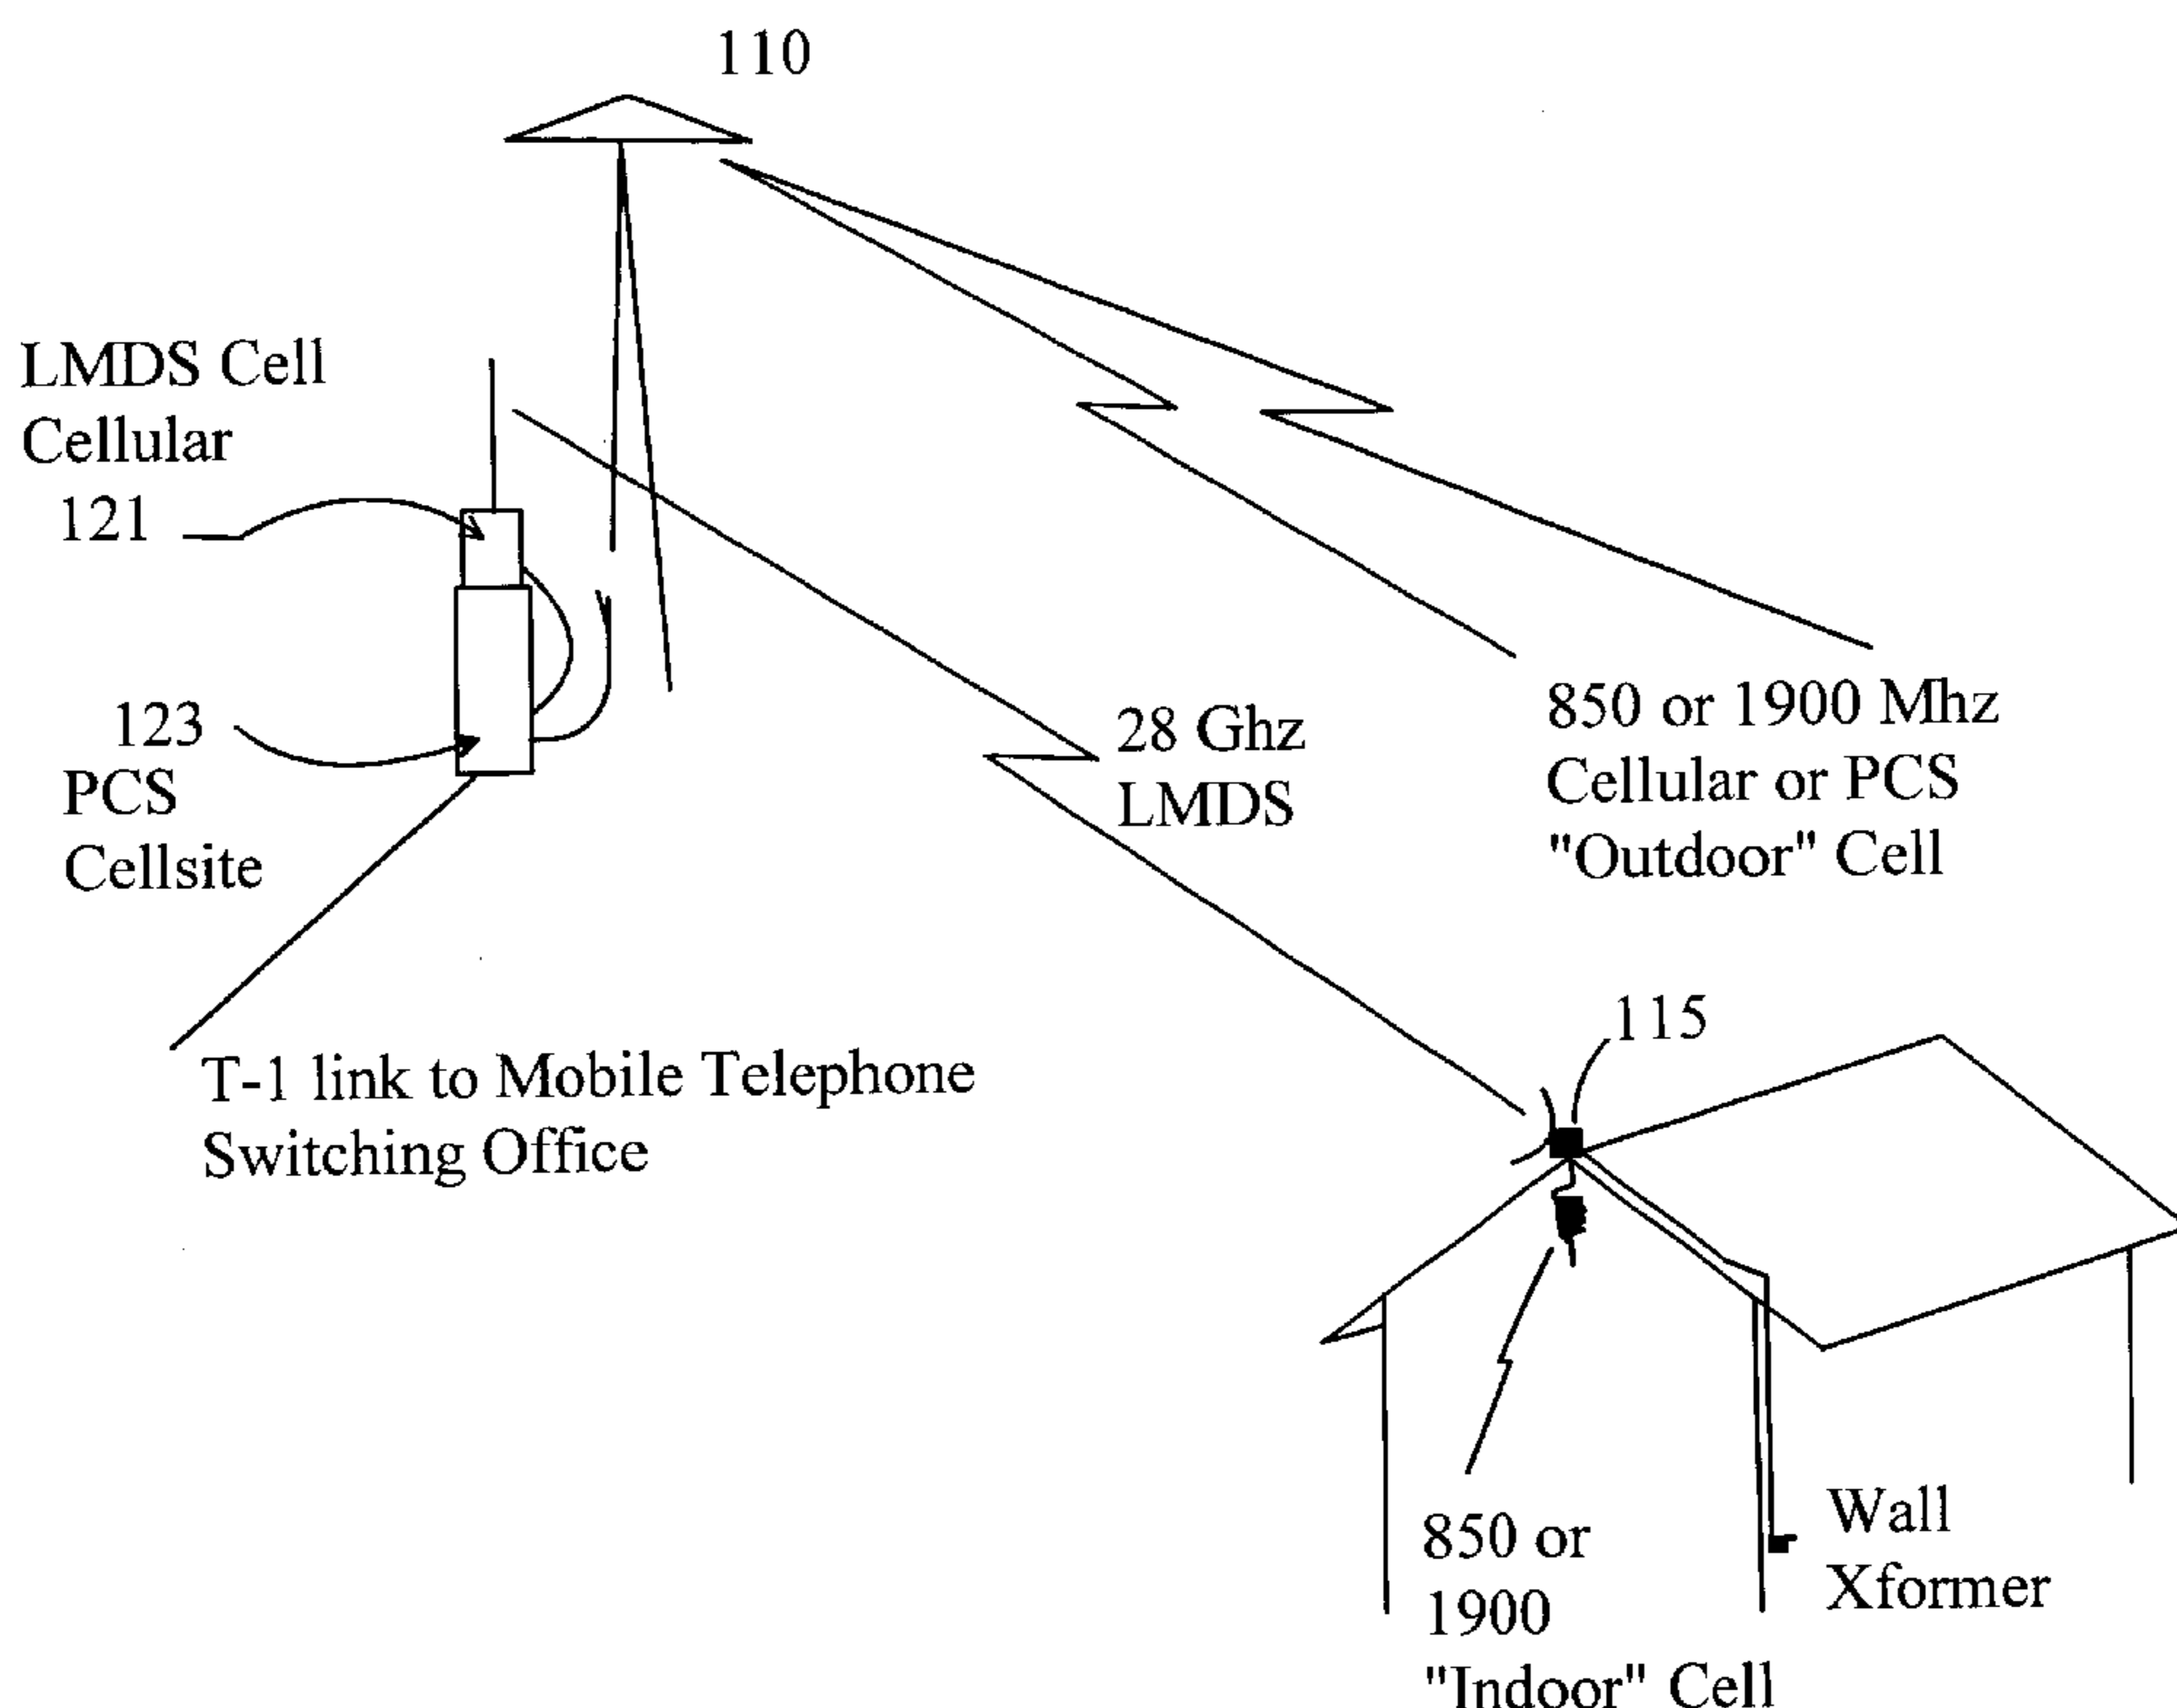 110
LMDS Cell
Cellular
121
123
PCS
Cellsite
28 Ghz
LMDS
850 or 1900 Mhz
Cellular or PCS
"Outdoor" Cell
T-1 link to Mobile Telephone
Switching Office
115
850 or
1900
"Indoor" Cell
Wall
Xformer